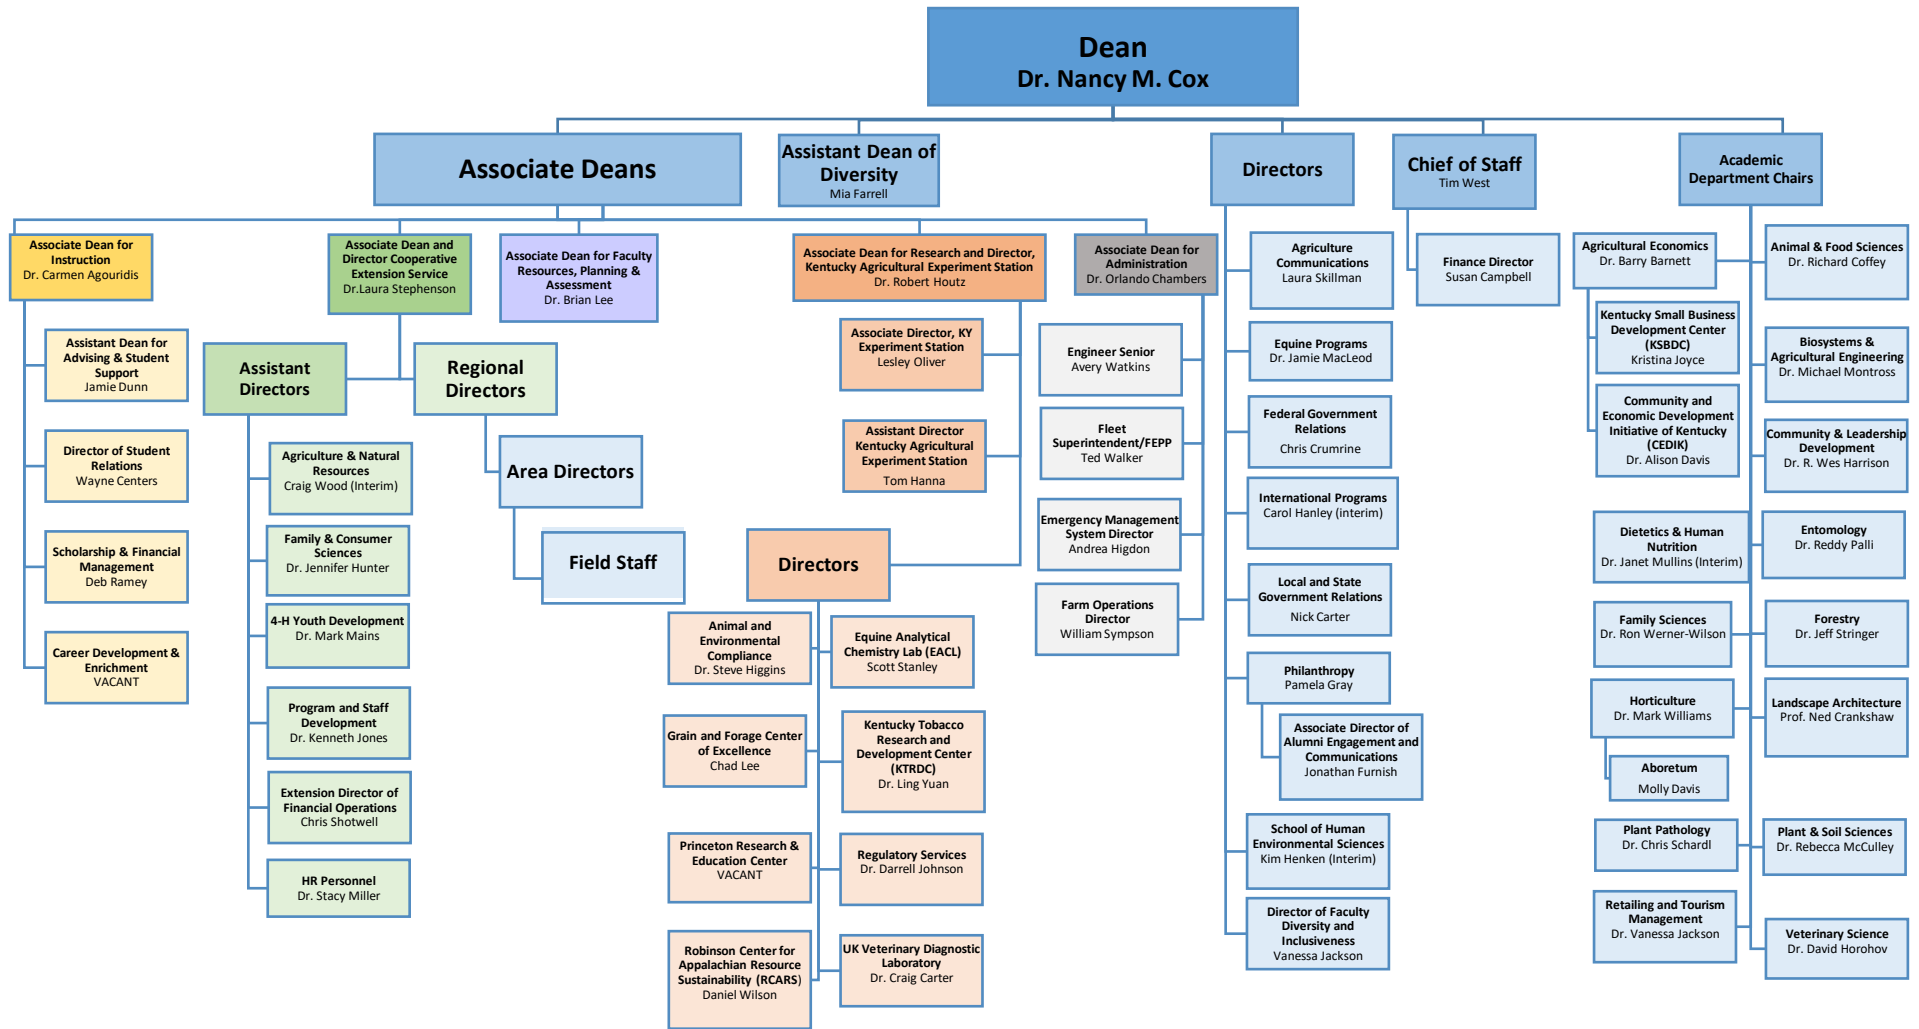 Dean
Dr. Nancy M. Cox
Associate Deans
Assistant Dean of
Diversity
Mia Farrell
Directors
Chief of Staff
Tim West
Academic
Department Chairs
Associate Dean for
Instruction
Dr. Carmen Agouridis
Assistant Dean for
Advising & Student
Support
Jamie Dunn
Director of Student
Relations
Wayne Centers
Scholarship & Financial
Management
Deb Ramey
Career Development &
Enrichment
VACANT
Associate Dean and
Director Cooperative
Extension Service
Dr.Laura Stephenson
Assistant
Directors
Agriculture & Natural
Resources
Craig Wood (Interim)
Family & Consumer
Sciences
Dr. Jennifer Hunter
4-H Youth Development
Dr. Mark Mains
Program and Staff
Development
Dr. Kenneth Jones
Extension Director of
Financial Operations
Chris Shotwell
HR Personnel
Dr. Stacy Miller
Regional
Directors
Area Directors
Field Staff
Associate Dean for Faculty
Resources, Planning &
Assessment
Dr. Brian Lee
Associate Dean for Research and Director,
Kentucky Agricultural Experiment Station
Dr. Robert Houtz
Associate Director, KY
Experiment Station
Lesley Oliver
Assistant Director
Kentucky Agricultural
Experiment Station
Tom Hanna
Directors
Animal and
Environmental
Compliance
Dr. Steve Higgins
Equine Analytical
Chemistry Lab (EACL)
Scott Stanley
Grain and Forage Center
of Excellence
Chad Lee
Kentucky Tobacco
Research and
Development Center
(KTRDC)
Dr. Ling Yuan
Princeton Research &
Education Center
VACANT
Regulatory Services
Dr. Darrell Johnson
Robinson Center for
Appalachian Resource
Sustainability (RCARS)
Daniel Wilson
UK Veterinary Diagnostic
Laboratory
Dr. Craig Carter
Associate Dean for
Administration
Dr. Orlando Chambers
Engineer Senior
Avery Watkins
Fleet
Superintendent/FEPP
Ted Walker
Emergency Management
System Director
Andrea Higdon
Farm Operations
Director
William Sympson
Agriculture
Communications
Laura Skillman
Equine Programs
Dr. Jamie MacLeod
Federal Government
Relations
Chris Crumrine
International Programs
Carol Hanley (interim)
Local and State
Government Relations
Nick Carter
Philanthropy
Pamela Gray
Associate Director of
Alumni Engagement and
Communications
Jonathan Furnish
School of Human
Environmental Sciences
Kim Henken (Interim)
Director of Faculty
Diversity and
Inclusiveness
Vanessa Jackson
Finance Director
Susan Campbell
Agricultural Economics
Dr. Barry Barnett
Kentucky Small Business
Development Center
(KSBDC)
Kristina Joyce
Community and
Economic Development
Initiative of Kentucky
(CEDIK)
Dr. Alison Davis
Dietetics & Human
Nutrition
Dr. Janet Mullins (Interim)
Family Sciences
Dr. Ron Werner-Wilson
Horticulture
Dr. Mark Williams
Aboretum
Molly Davis
Plant Pathology
Dr. Chris Schardl
Retailing and Tourism
Management
Dr. Vanessa Jackson
Animal & Food Sciences
Dr. Richard Coffey
Biosystems &
Agricultural Engineering
Dr. Michael Montross
Community & Leadership
Development
Dr. R. Wes Harrison
Entomology
Dr. Reddy Palli
Forestry
Dr. Jeff Stringer
Landscape Architecture
Prof. Ned Crankshaw
Plant & Soil Sciences
Dr. Rebecca McCulley
Veterinary Science
Dr. David Horohov